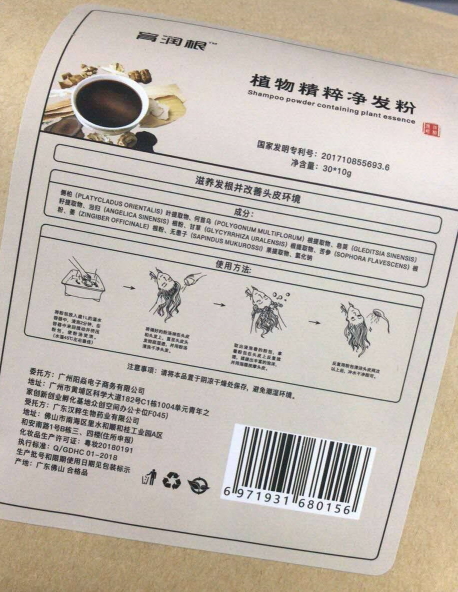 育润根™
植物精粹净发粉
Shampoo powder containing plant essence
国家发明专利号：201710855693.6
净含量：30*10g
滋养发根并改善头皮环境
成分：
侧柏（PLATYCLADUS ORIENTALIS）叶提取物、何首乌（POLYGONUM MULTIFLORUM）根提取物、皂荚（GLEDITSIA SINENSIS）
籽提取物、当归（ANGELICA SINENSIS）根粉、甘草（GLYCYRRHIZA URALENSIS）根提取物、苦参（SOPHORA FLAVESCENS）根
粉、姜（ZINGIBER OFFICINALE）根粉、无患子（SAPINDUS MUKUROSSI）果提取物、氯化钠
使用方法:
注意事项：请将本品置于阴凉干燥处保存，避免潮湿环境。
委托方：广州阳焱电子商务有限公司
地址：广州市黄埔区科学大道182号C1栋1004单元青年之
家创新创业孵化基地众创空间办公卡位F045)
受托方：广东汉粹生物药业有限公司
地址：佛山市南海区里水和顺和桂工业园A区
和安南路1号B栋三、四楼(住所申报)
化妆品生产许可证：粤妆20180191
执行标准：Q/GDHC 01-2018
生产批号和限期使用日期见包装标示
产地：广东佛山 合格品
6 971931 680156